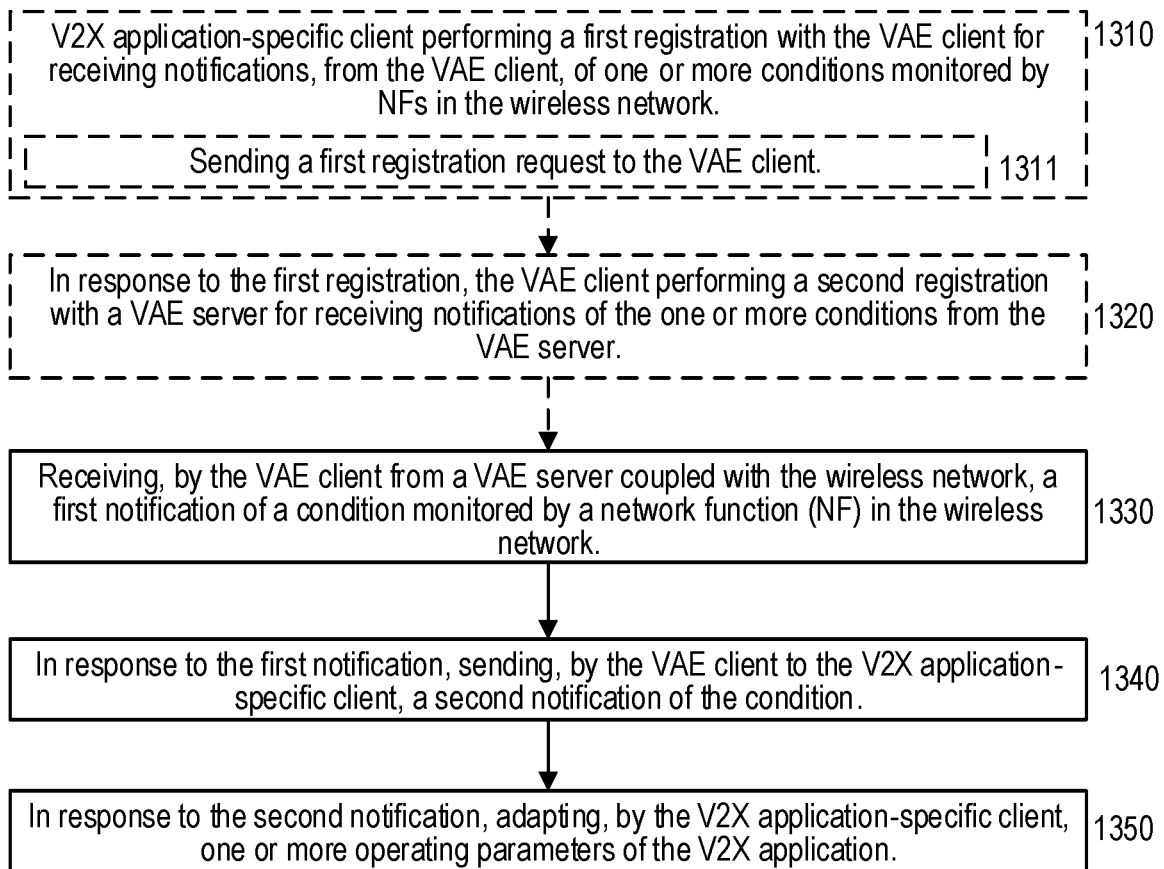 V2X application-specific client performing a first registration with the VAE client for
receiving notifications, from the VAE client, of one or more conditions monitored by
NFs in the wireless network.
1310
Sending a first registration request to the VAE client.
1311
In response to the first registration, the VAE client performing a second registration
with a VAE server for receiving notifications of the one or more conditions from the
VAE server.
1320
Receiving, by the VAE client from a VAE server coupled with the wireless network, a
first notification of a condition monitored by a network function (NF) in the wireless
network.
1330
In response to the first notification, sending, by the VAE client to the V2X application-
specific client, a second notification of the condition.
1340
In response to the second notification, adapting, by the V2X application-specific client,
one or more operating parameters of the V2X application.
1350